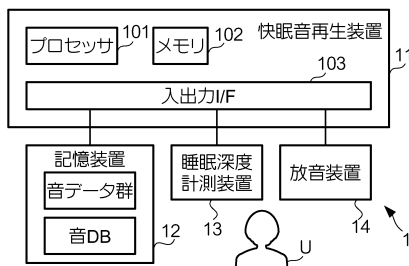 プロセッサ 101 メモリ 102 快眠音再生装置
103 11
入出力I/F
記憶装置
音データ群
音DB
12
睡眠深度
計測装置
13
放音装置
14
1
U